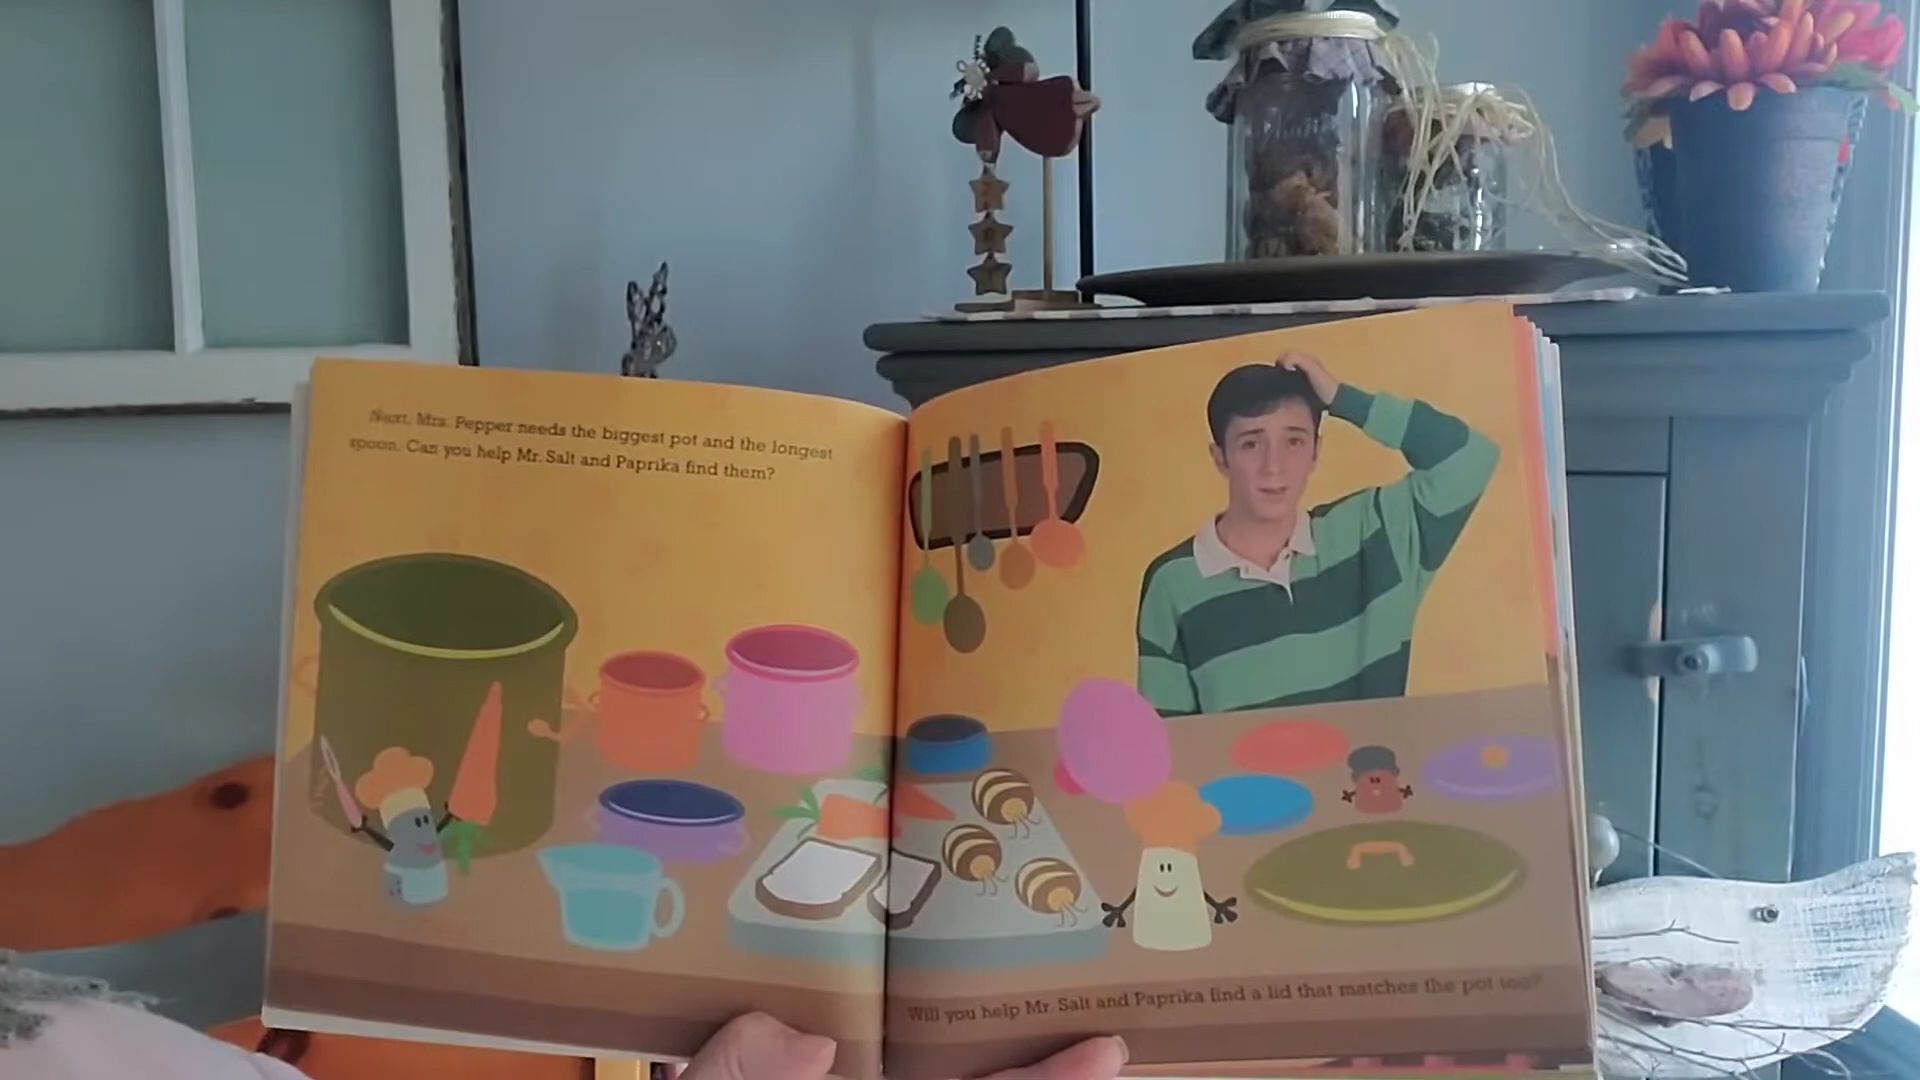 Next, Mrs. Pepper needs the biggest pot and the longest
spoon. Can you help Mr. Salt and Paprika find them?
Will you help Mr. Salt and Paprika find a lid that matches the pot too?